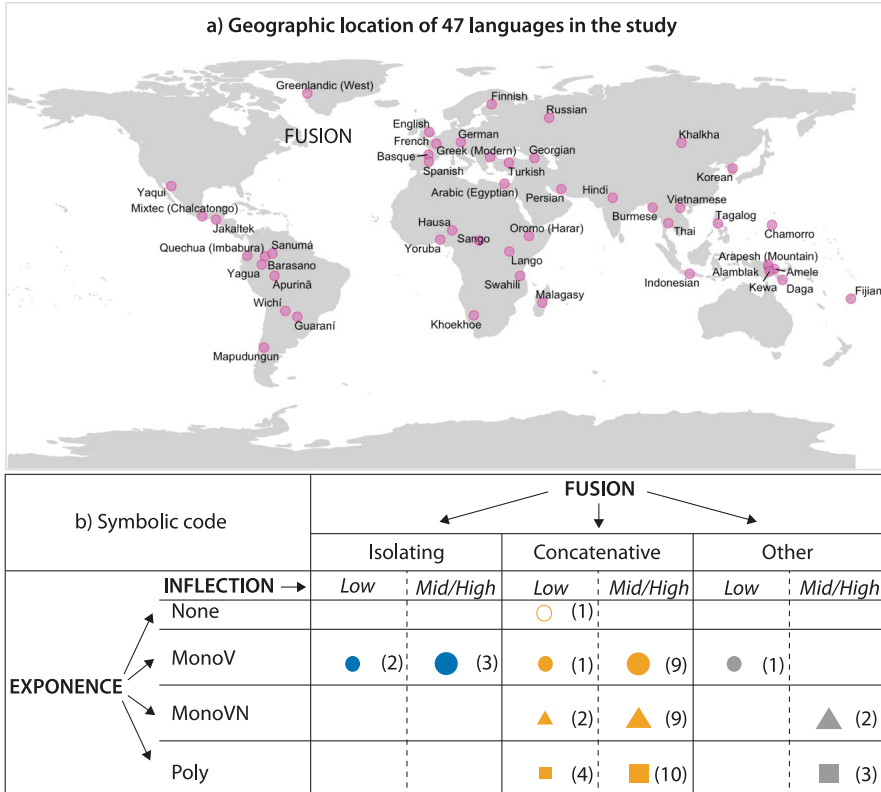 a) Geographic location of 47 languages in the study
Greenlandic (West)
Finnish
Russian
FUSION
English
German
Khalkha
French
Greek (Modern)
Georgian
Basque
Spanish
Turkish
Korean
Yaqui
Arabic (Egyptian)
Persian
Hindi
Vietnamese
Mixtec (Chalcatongo)
Burmese
Tagalog
Jakaltek
Hausa
Oromo (Harar)
Thai
Chamorro
Quechua (Imbabura)
Sanumá
Yoruba
Sango
Arapesh (Mountain)
Yagua
Barasano
Lango
Indonesian
Alamblak
Amele
Apurinã
Swahili
Kewa
Daga
Wichí
Malagasy
Fijian
Guaraní
Khoekhoe
Mapudungun
b) Symbolic code
FUSION
Isolating Concatenative Other
INFLECTION Low Mid/High Low Mid/High Low Mid/High
None (1)
MonoV (2) (3) (1) (9) (1)
EXPONENCE
MonoVN (2) (9) (2)
Poly (4) (10) (3)